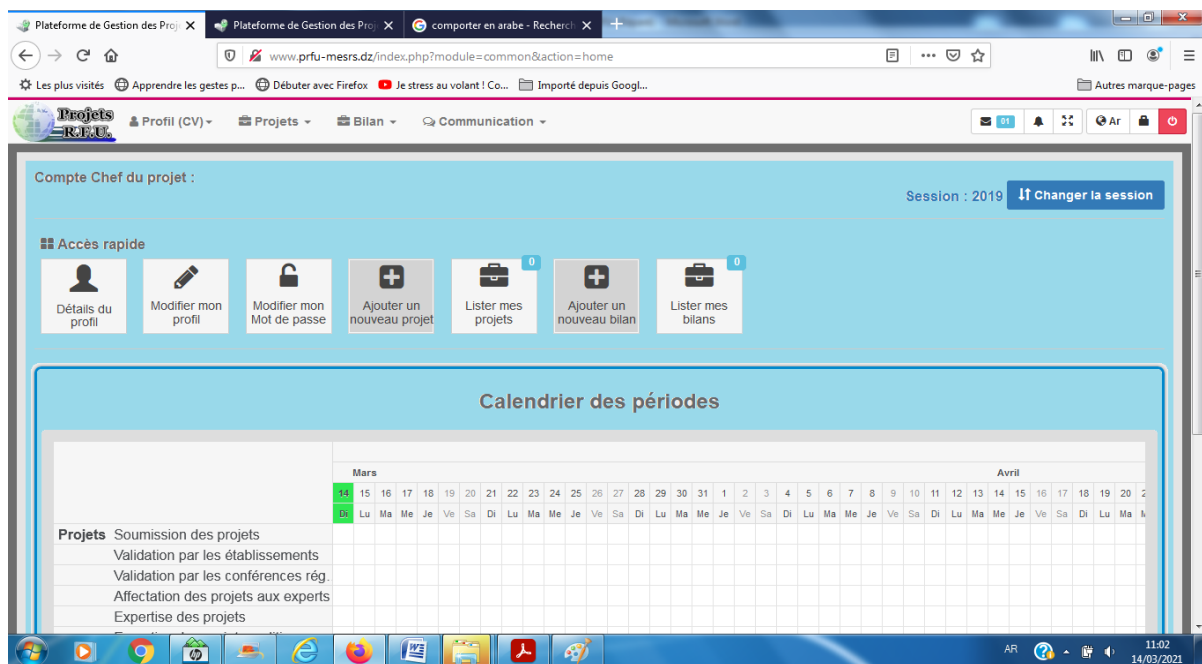 Plateforme de Gestion des Proj
Plateforme de Gestion des Proj
comporter en arabe - Recherch
www.prfu-mesrs.dz/index.php?module=common&action=home
Les plus visités
Apprendre les gestes p...
Débuter avec Firefox
Je stress au volant ! Co...
Importé depuis Googl...
Autres marque-pages
Projets
R.F.U.
Profil (CV)
Projets
Bilan
Communication
01
Ar
Compte Chef du projet :
Session : 2019
Changer la session
Accès rapide
Détails du
profil
Modifier mon
profil
Modifier mon
Mot de passe
Ajouter un
nouveau projet
0
Lister mes
projets
Ajouter un
nouveau bilan
0
Lister mes
bilans
Calendrier des périodes
Mars Avril
14 15 16 17 18 19 20 21 22 23 24 25 26 27 28 29 30 31 1 2 3 4 5 6 7 8 9 10 11 12 13 14 15 16 17 18 19 20 2
Di Lu Ma Me Je Ve Sa Di Lu Ma Me Je Ve Sa Di Lu Ma Me Je Ve Sa Di Lu Ma Me Je Ve Sa Di Lu Ma Me Je Ve Sa Di Lu Ma
Projets Soumission des projets
Validation par les établissements
Validation par les conférences rég.
Affectation des projets aux experts
Expertise des projets
AR
11:02
14/03/2021